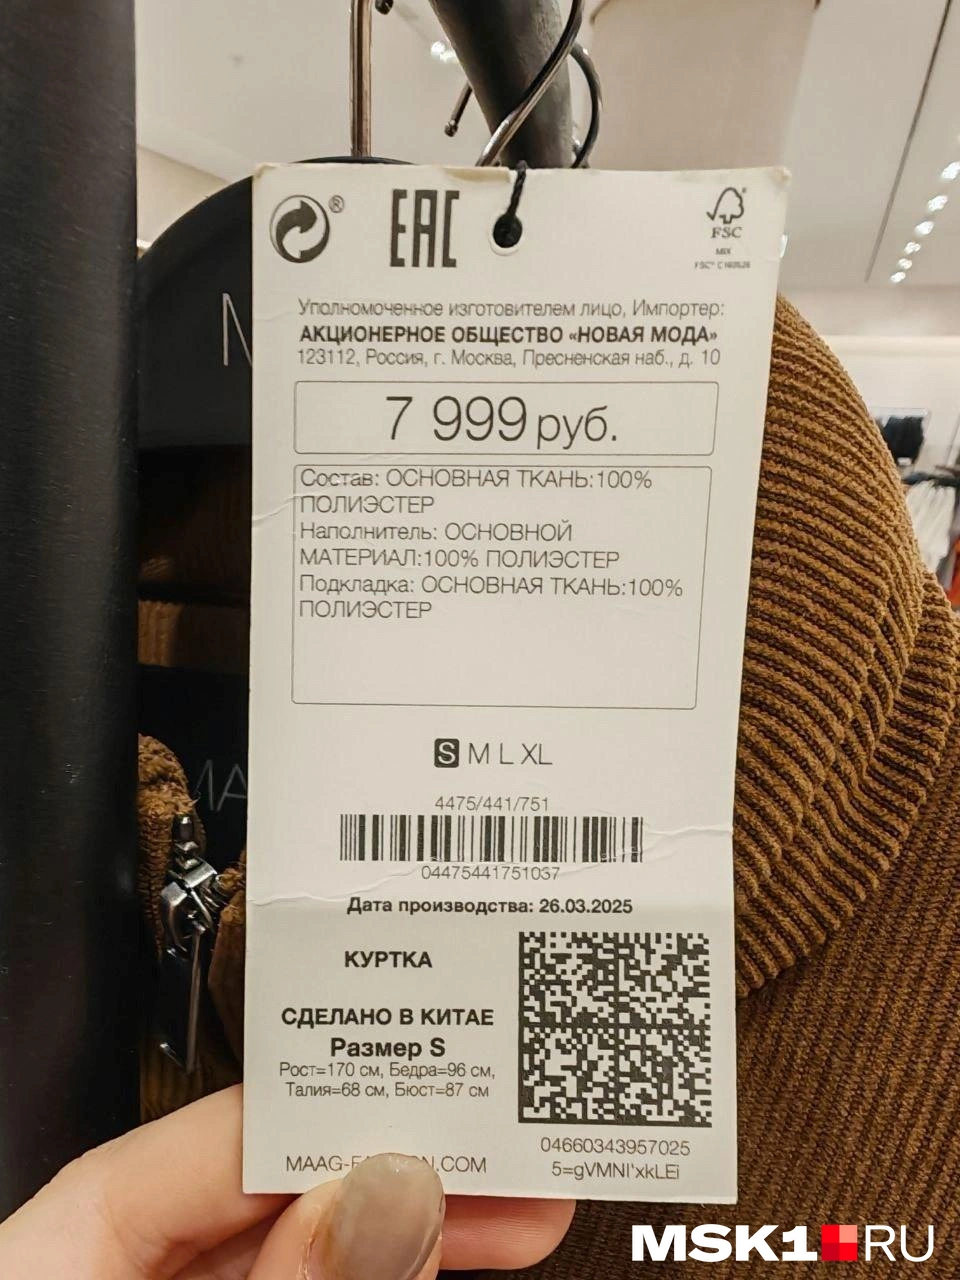 ®
EAC
FSC
MIX
FSC® C160526
Уполномоченное изготовителем лицо, Импортер:
АКЦИОНЕРНОЕ ОБЩЕСТВО «НОВАЯ МОДА»
123112, Россия, г. Москва, Пресненская наб., д. 10
7 999 руб.
Состав: ОСНОВНАЯ ТКАНЬ:100%
ПОЛИЭСТЕР
Наполнитель: ОСНОВНОЙ
МАТЕРИАЛ:100% ПОЛИЭСТЕР
Подкладка: ОСНОВНАЯ ТКАНЬ:100%
ПОЛИЭСТЕР
S M L XL
4475/441/751
04475441751037
Дата производства: 26.03.2025
КУРТКА
СДЕЛАНО В КИТАЕ
Размер S
Рост=170 см, Бедра=96 см,
Талия=68 см, Бюст=87 см
04660343957025
5=gVMNI'xkLEi
MSK1.RU